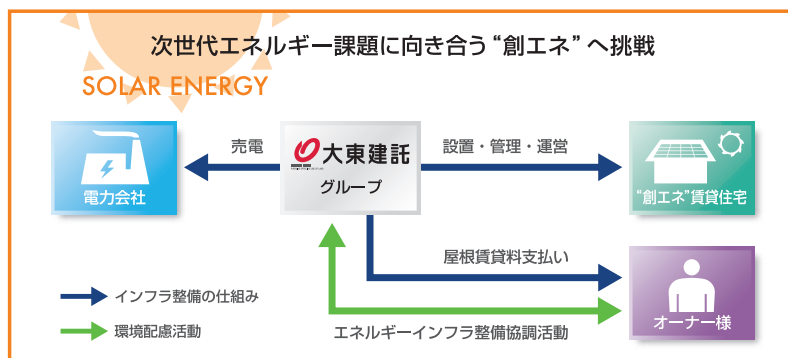 次世代エネルギー課題に向き合う“創エネ”へ挑戦
SOLAR ENERGY
電力会社
売電
大東建託
グループ
設置・管理・運営
“創エネ”賃貸住宅
屋根賃貸料支払い
オーナー様
エネルギーインフラ整備協調活動
インフラ整備の仕組み
環境配慮活動